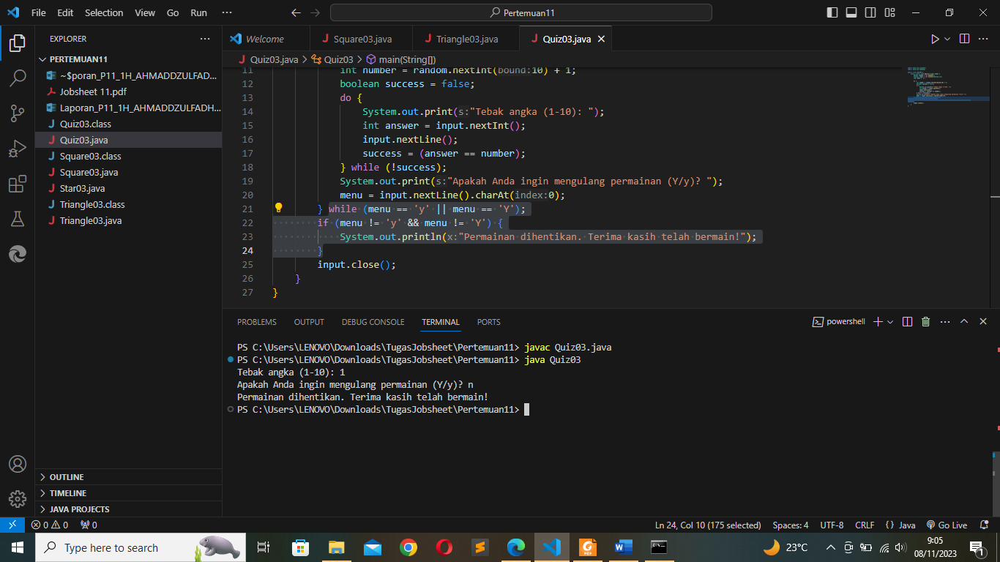 File Edit Selection View Go Run ··· Pertemuan11
EXPLORER ···
PERTEMUAN11
~$poran_P11_1H_AHMADDZULFAD...
Jobsheet 11.pdf
Laporan_P11_1H_AHMADDZULFADH...
Quiz03.class
Quiz03.java
Square03.class
Square03.java
Star03.java
Triangle03.class
Triangle03.java
OUTLINE
TIMELINE
JAVA PROJECTS
Welcome Square03.java Triangle03.java Quiz03.java
Quiz03.java > Quiz03 > main(String[])
11 int number = random.nextInt(bound:10) + 1;
12 boolean success = false;
13 do {
14 System.out.print(s:"Tebak angka (1-10): ");
15 int answer = input.nextInt();
16 input.nextLine();
17 success = (answer == number);
18 } while (!success);
19 System.out.print(s:"Apakah Anda ingin mengulang permainan (Y/y)? ");
20 menu = input.nextLine().charAt(index:0);
21 } while (menu == 'y' || menu == 'Y');
22 if (menu != 'y' && menu != 'Y') {
23 System.out.println(x:"Permainan dihentikan. Terima kasih telah bermain!");
24 }
25 input.close();
26 }
27 }
PROBLEMS OUTPUT DEBUG CONSOLE TERMINAL PORTS powershell
PS C:\Users\LENOVO\Downloads\TugasJobsheet\Pertemuan11> javac Quiz03.java
PS C:\Users\LENOVO\Downloads\TugasJobsheet\Pertemuan11> java Quiz03
Tebak angka (1-10): 1
Apakah Anda ingin mengulang permainan (Y/y)? n
Permainan dihentikan. Terima kasih telah bermain!
PS C:\Users\LENOVO\Downloads\TugasJobsheet\Pertemuan11>
0 0 0 Ln 24, Col 10 (175 selected) Spaces: 4 UTF-8 CRLF {} Java Go Live
Type here to search 23°C 9:05
08/11/2023 1